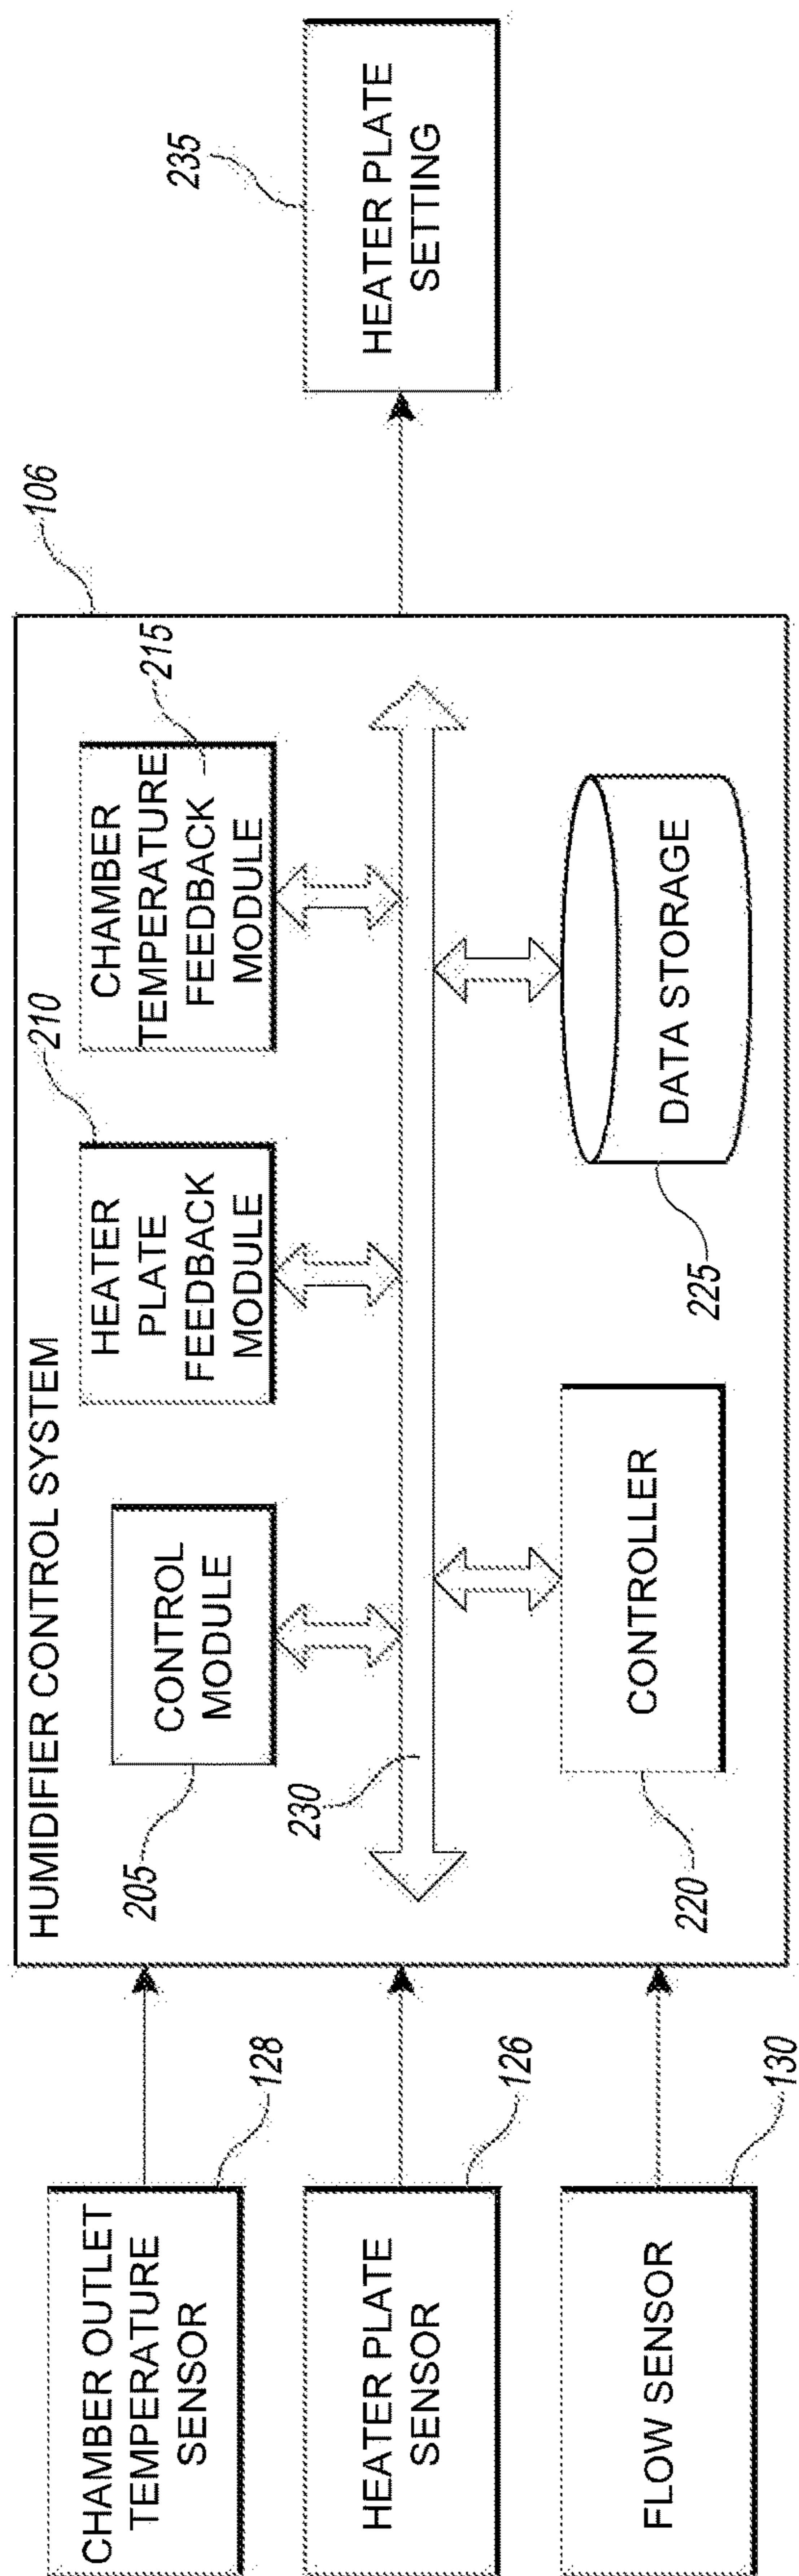 CHAMBER OUTLET
TEMPERATURE
SENSOR
128
HEATER PLATE
SENSOR
126
FLOW SENSOR
130
HUMIDIFIER CONTROL SYSTEM
106
CONTROL
MODULE
205
HEATER
PLATE
FEEDBACK
MODULE
210
CHAMBER
TEMPERATURE
FEEDBACK
MODULE
215
230
CONTROLLER
220
DATA STORAGE
225
HEATER PLATE
SETTING
235